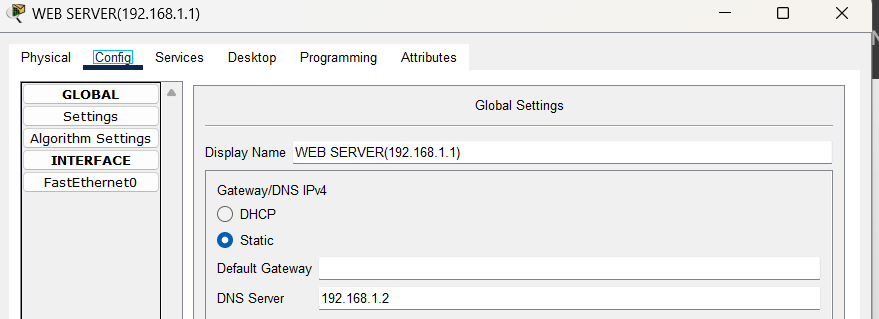 WEB SERVER(192.168.1.1)
Physical Config Services Desktop Programming Attributes
GLOBAL
Settings
Algorithm Settings
INTERFACE
FastEthernet0
Global Settings
Display Name WEB SERVER(192.168.1.1)
Gateway/DNS IPv4
DHCP
Static
Default Gateway
DNS Server 192.168.1.2